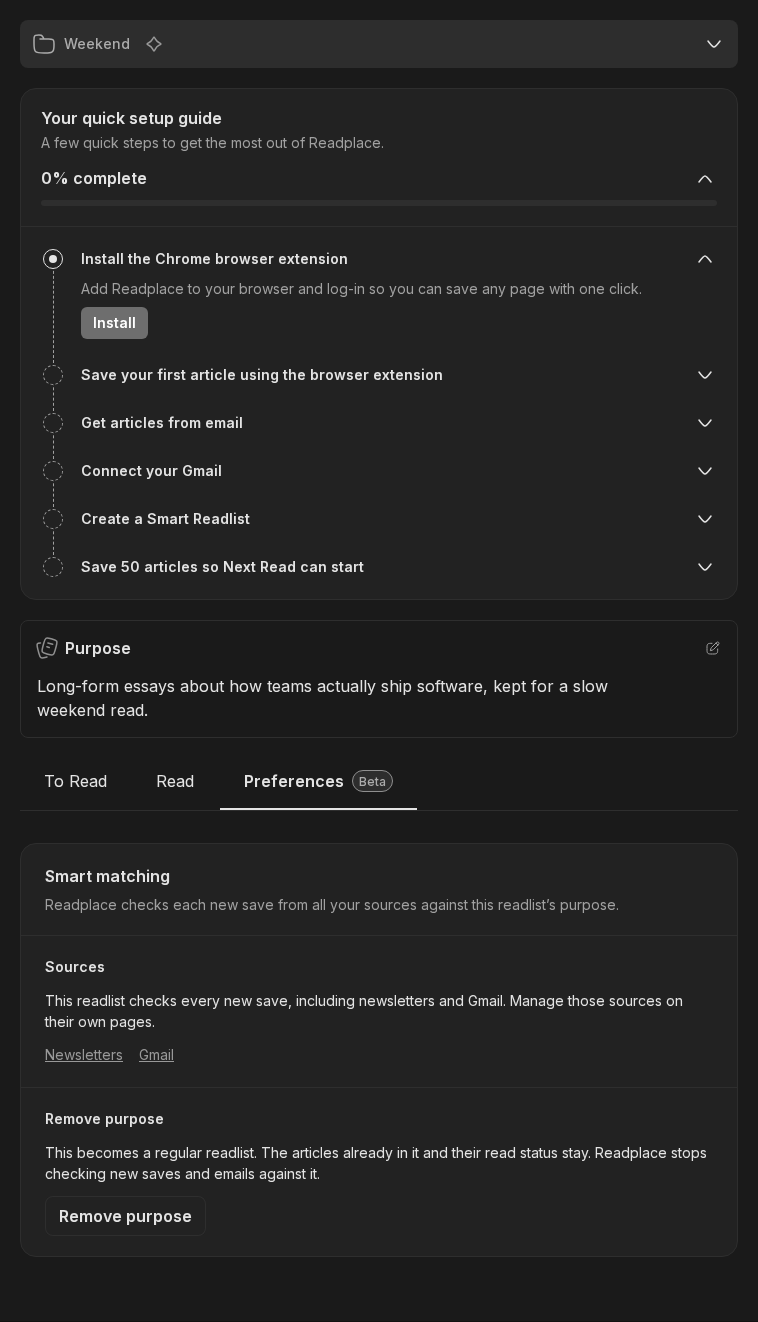 Weekend
Your quick setup guide
A few quick steps to get the most out of Readplace.
0% complete
Install the Chrome browser extension
Add Readplace to your browser and log-in so you can save any page with one click.
Install
Save your first article using the browser extension
Get articles from email
Connect your Gmail
Create a Smart Readlist
Save 50 articles so Next Read can start
Purpose
Long-form essays about how teams actually ship software, kept for a slow
weekend read.
To Read Read Preferences Beta
Smart matching
Readplace checks each new save from all your sources against this readlist’s purpose.
Sources
This readlist checks every new save, including newsletters and Gmail. Manage those sources on
their own pages.
Newsletters Gmail
Remove purpose
This becomes a regular readlist. The articles already in it and their read status stay. Readplace stops
checking new saves and emails against it.
Remove purpose